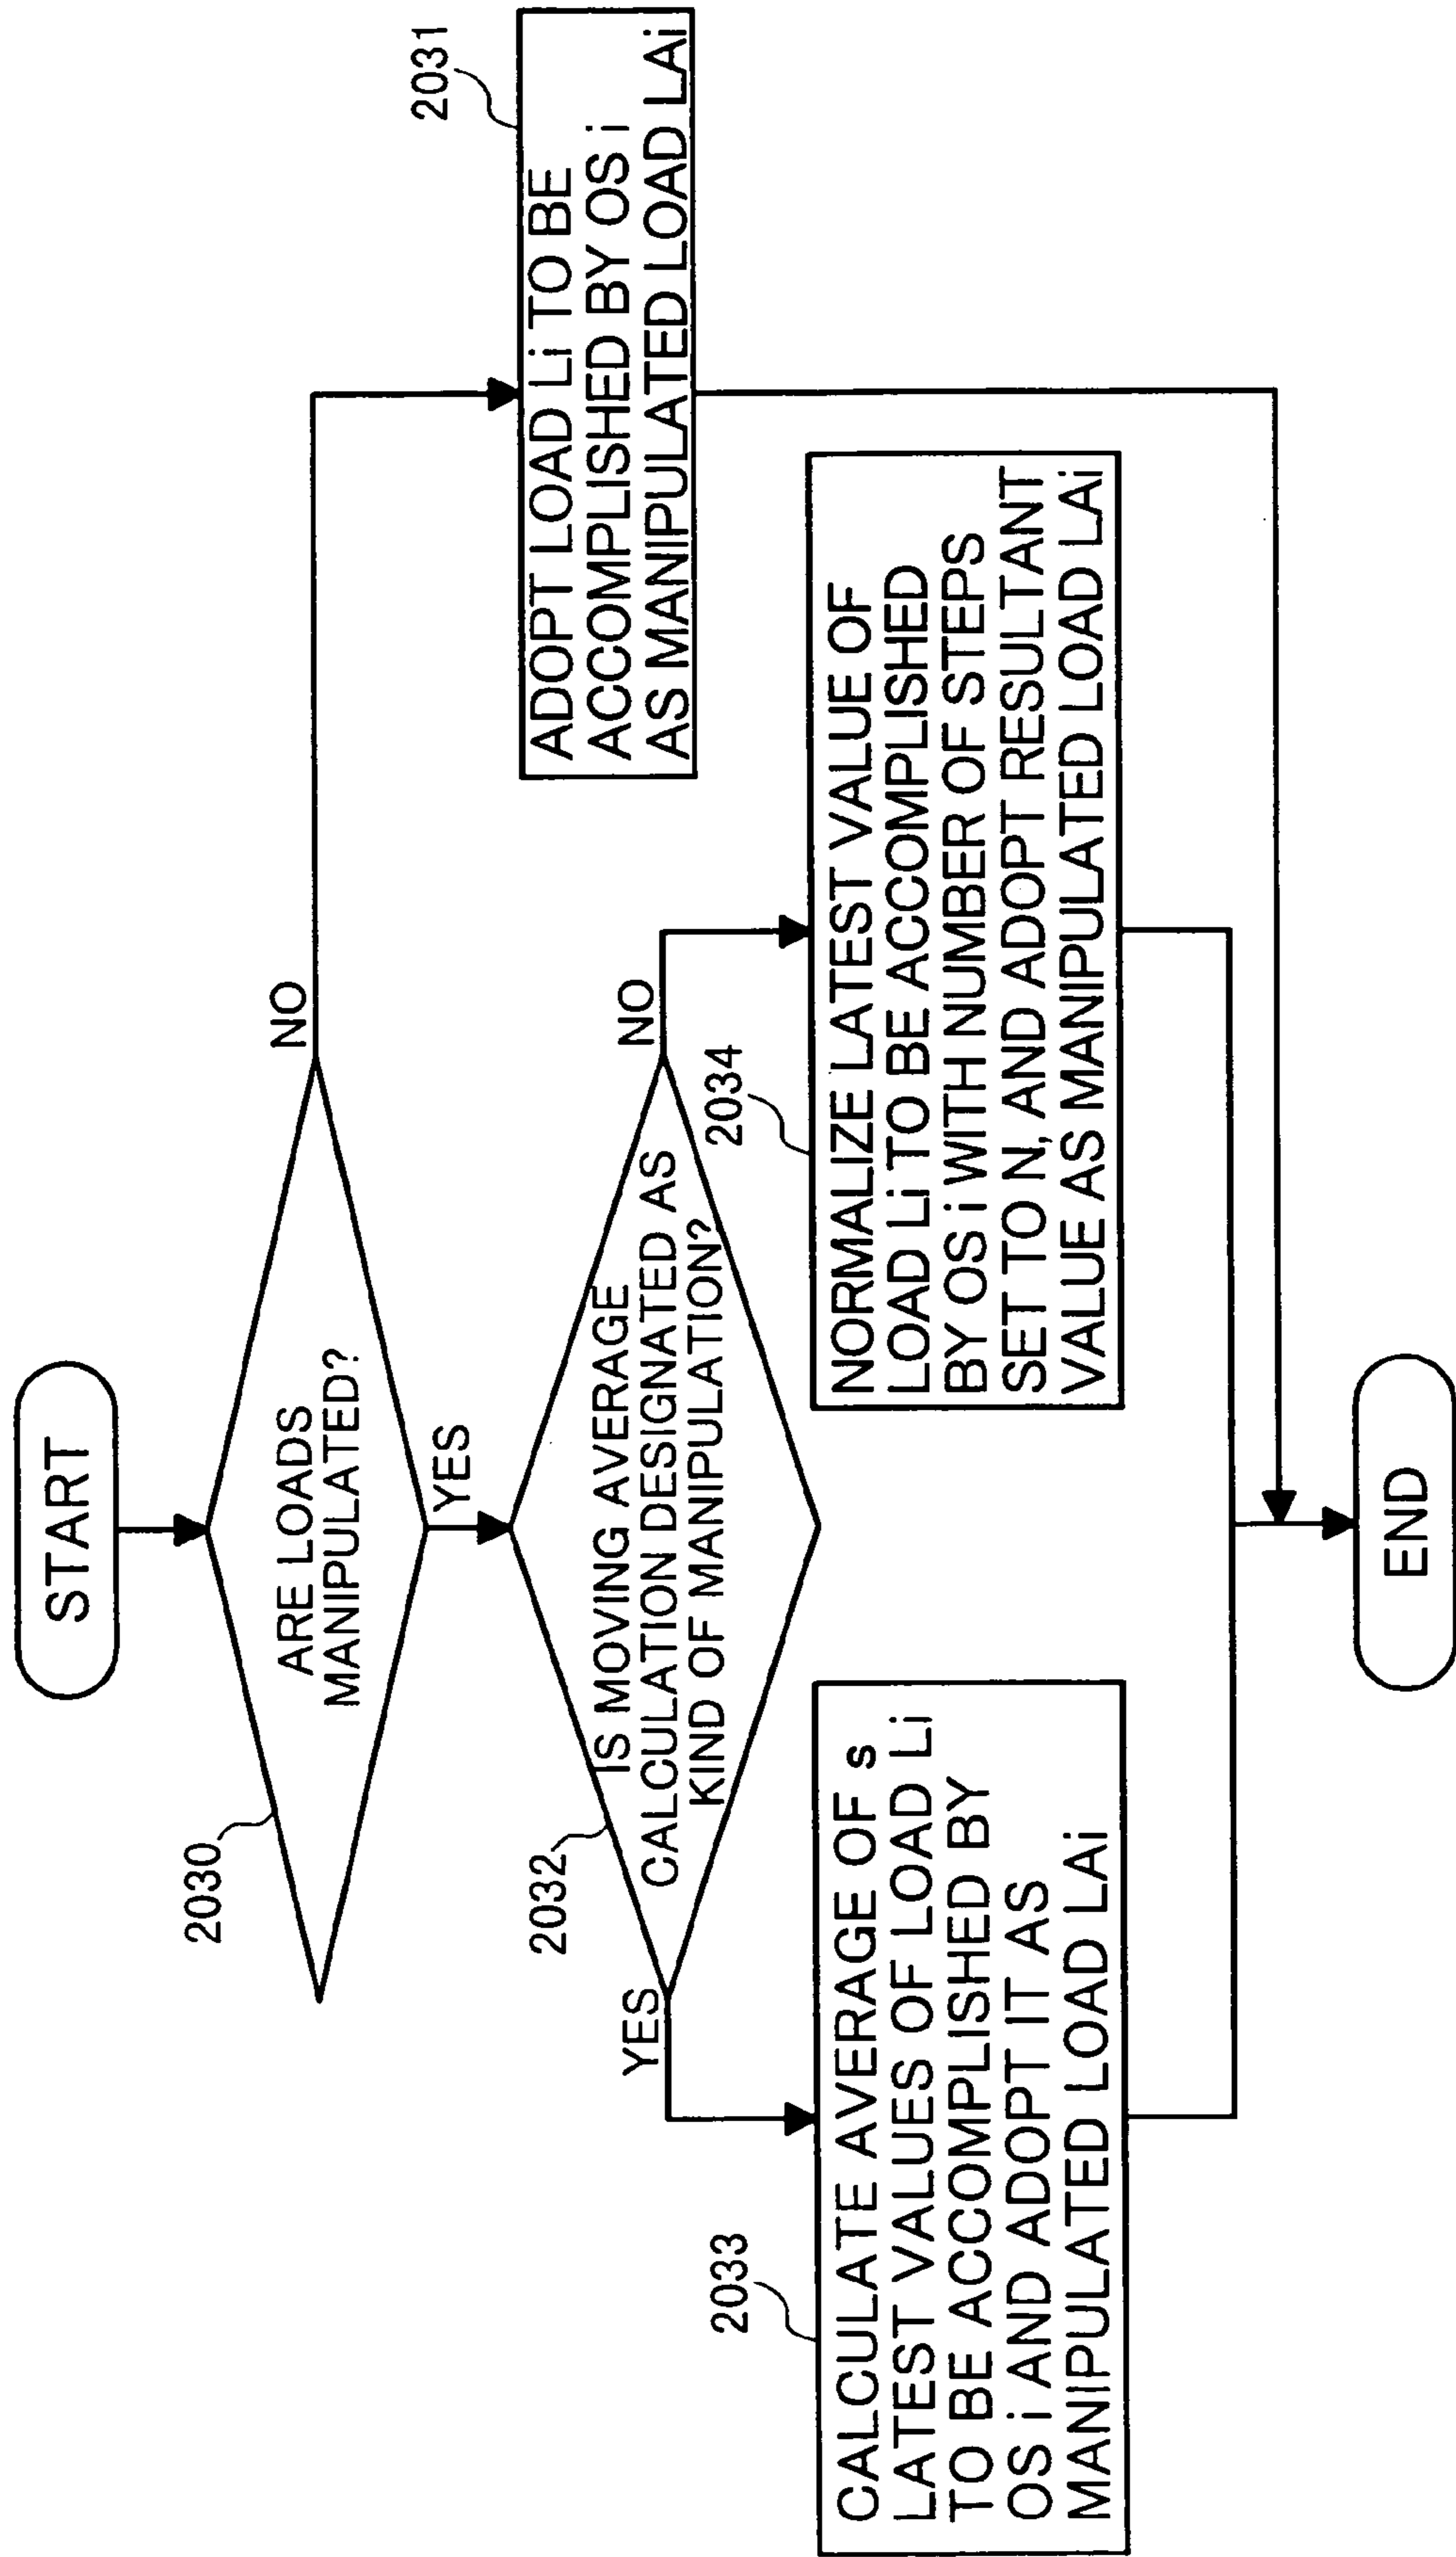 START
2030
ARE LOADS
MANIPULATED?
NO
YES
2031
ADOPT LOAD Li TO BE
ACCOMPLISHED BY OS i
AS MANIPULATED LOAD LAi
2032
IS MOVING AVERAGE
CALCULATION DESIGNATED AS
KIND OF MANIPULATION?
YES
NO
2033
CALCULATE AVERAGE OF s
LATEST VALUES OF LOAD Li
TO BE ACCOMPLISHED BY
OS i AND ADOPT IT AS
MANIPULATED LOAD LAi
2034
NORMALIZE LATEST VALUE OF
LOAD Li TO BE ACCOMPLISHED
BY OS i WITH NUMBER OF STEPS
SET TO N, AND ADOPT RESULTANT
VALUE AS MANIPULATED LOAD LAi
END